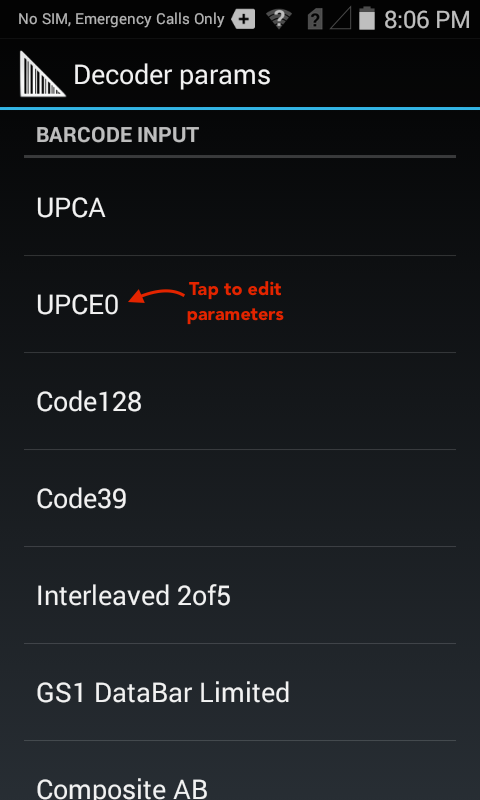 No SIM, Emergency Calls Only 8:06 PM
Decoder params
BARCODE INPUT
UPCA
UPCE0
Tap to edit
parameters
Code128
Code39
Interleaved 2of5
GS1 DataBar Limited
Composite AB